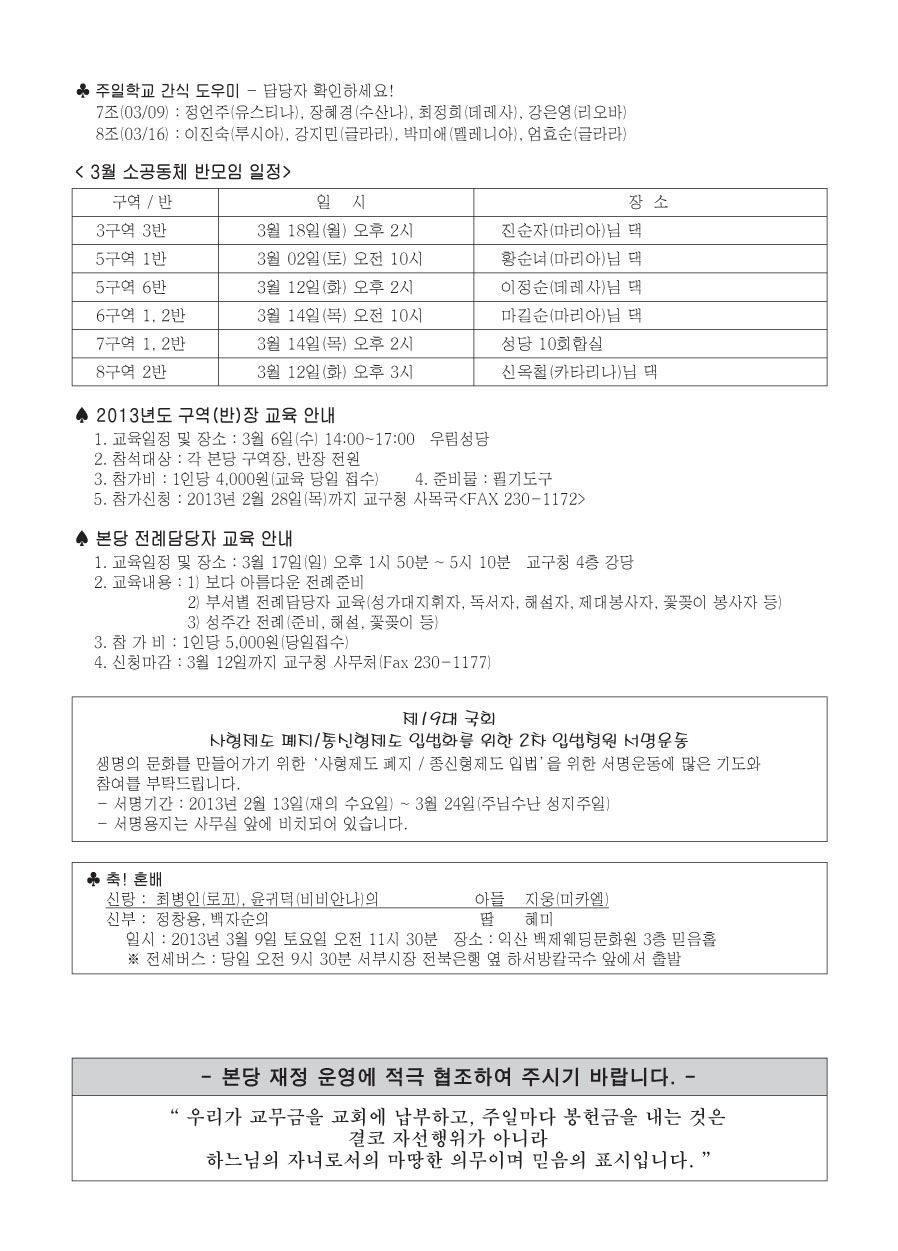 ♣ 주일학교 간식 도우미 - 담당자 확인하세요!
7조(03/09) : 정언주(유스티나), 장혜경(수산나), 최정희(데레사), 강은영(리오바)
8조(03/16) : 이진숙(루시아), 강지민(글라라), 박미애(멜레니아), 엄효순(글라라)
< 3월 소공동체 반모임 일정>
구역 / 반 일 시 장 소
3구역 3반 3월 18일(월) 오후 2시 진순자(마리아)님 댁
5구역 1반 3월 02일(토) 오전 10시 황순녀(마리아)님 댁
5구역 6반 3월 12일(화) 오후 2시 이정순(데레사)님 댁
6구역 1, 2반 3월 14일(목) 오전 10시 마길순(마리아)님 댁
7구역 1, 2반 3월 14일(목) 오후 2시 성당 10회합실
8구역 2반 3월 12일(화) 오후 3시 신옥철(카타리나)님 댁
♠ 2013년도 구역(반)장 교육 안내
1. 교육일정 및 장소 : 3월 6일(수) 14:00~17:00 우림성당
2. 참석대상 : 각 본당 구역장, 반장 전원
3. 참가비 : 1인당 4,000원(교육 당일 접수) 4. 준비물 : 필기도구
5. 참가신청 : 2013년 2월 28일(목)까지 교구청 사목국<FAX 230-1172>
♠ 본당 전례담당자 교육 안내
1. 교육일정 및 장소 : 3월 17일(일) 오후 1시 50분 ~ 5시 10분 교구청 4층 강당
2. 교육내용 : 1) 보다 아름다운 전례준비
2) 부서별 전례담당자 교육(성가대지휘자, 독서자, 해설자, 제대봉사자, 꽃꽂이 봉사자 등)
3) 성주간 전례(준비, 해설, 꽃꽂이 등)
3. 참 가 비 : 1인당 5,000원(당일접수)
4. 신청마감 : 3월 12일까지 교구청 사무처(Fax 230-1177)
제19대 국회
사형제도 폐지/종신형제도 입법화를 위한 2차 입법청원 서명운동
생명의 문화를 만들어가기 위한 ‘사형제도 폐지 / 종신형제도 입법’을 위한 서명운동에 많은 기도와
참여를 부탁드립니다.
- 서명기간 : 2013년 2월 13일(재의 수요일) ~ 3월 24일(주님수난 성지주일)
- 서명용지는 사무실 앞에 비치되어 있습니다.
♣ 축! 혼배
신랑 : 최병인(로꼬), 윤귀덕(비비안나)의 아들 지웅(미카엘)
신부 : 정창용, 백자순의 딸 혜미
일시 : 2013년 3월 9일 토요일 오전 11시 30분 장소 : 익산 백제웨딩문화원 3층 믿음홀
※ 전세버스 : 당일 오전 9시 30분 서부시장 전북은행 옆 하서방칼국수 앞에서 출발
- 본당 재정 운영에 적극 협조하여 주시기 바랍니다. -
“ 우리가 교무금을 교회에 납부하고, 주일마다 봉헌금을 내는 것은
결코 자선행위가 아니라
하느님의 자녀로서의 마땅한 의무이며 믿음의 표시입니다. ”